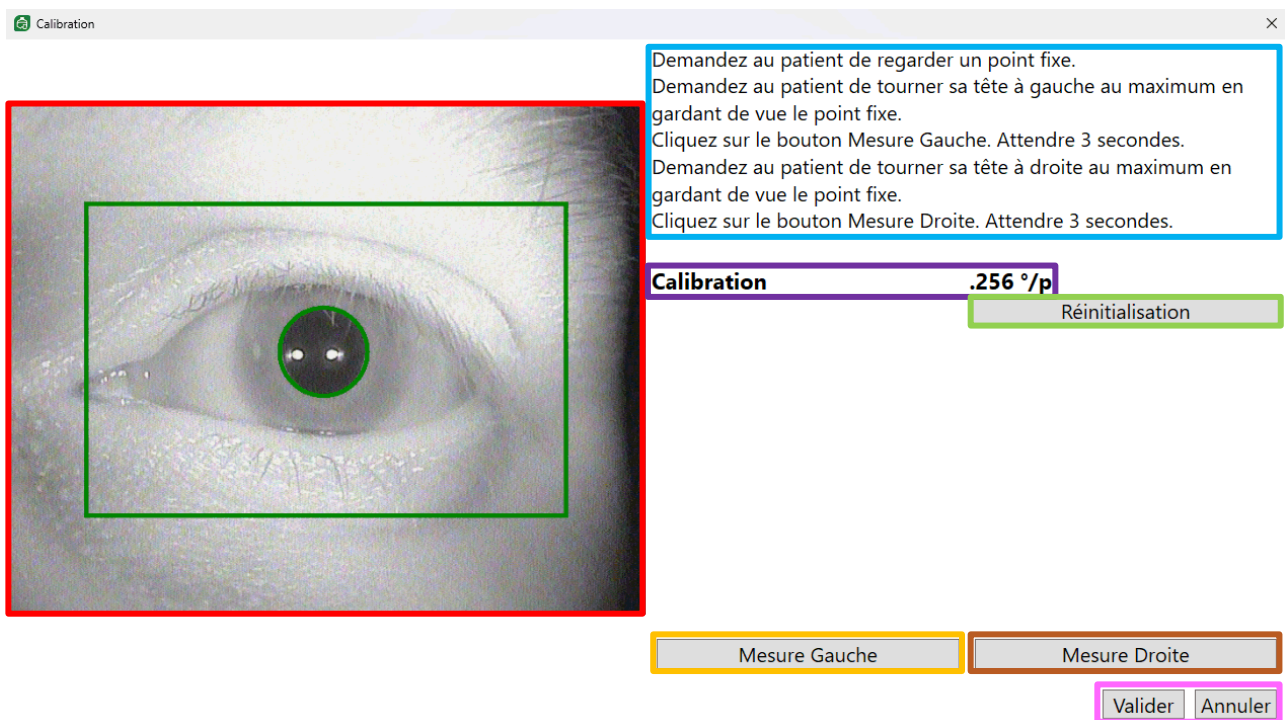 Calibration
Demandez au patient de regarder un point fixe.
Demandez au patient de tourner sa tête à gauche au maximum en
gardant de vue le point fixe.
Cliquez sur le bouton Mesure Gauche. Attendre 3 secondes.
Demandez au patient de tourner sa tête à droite au maximum en
gardant de vue le point fixe.
Cliquez sur le bouton Mesure Droite. Attendre 3 secondes.
Calibration .256 °/p
Réinitialisation
Mesure Gauche Mesure Droite
Valider Annuler